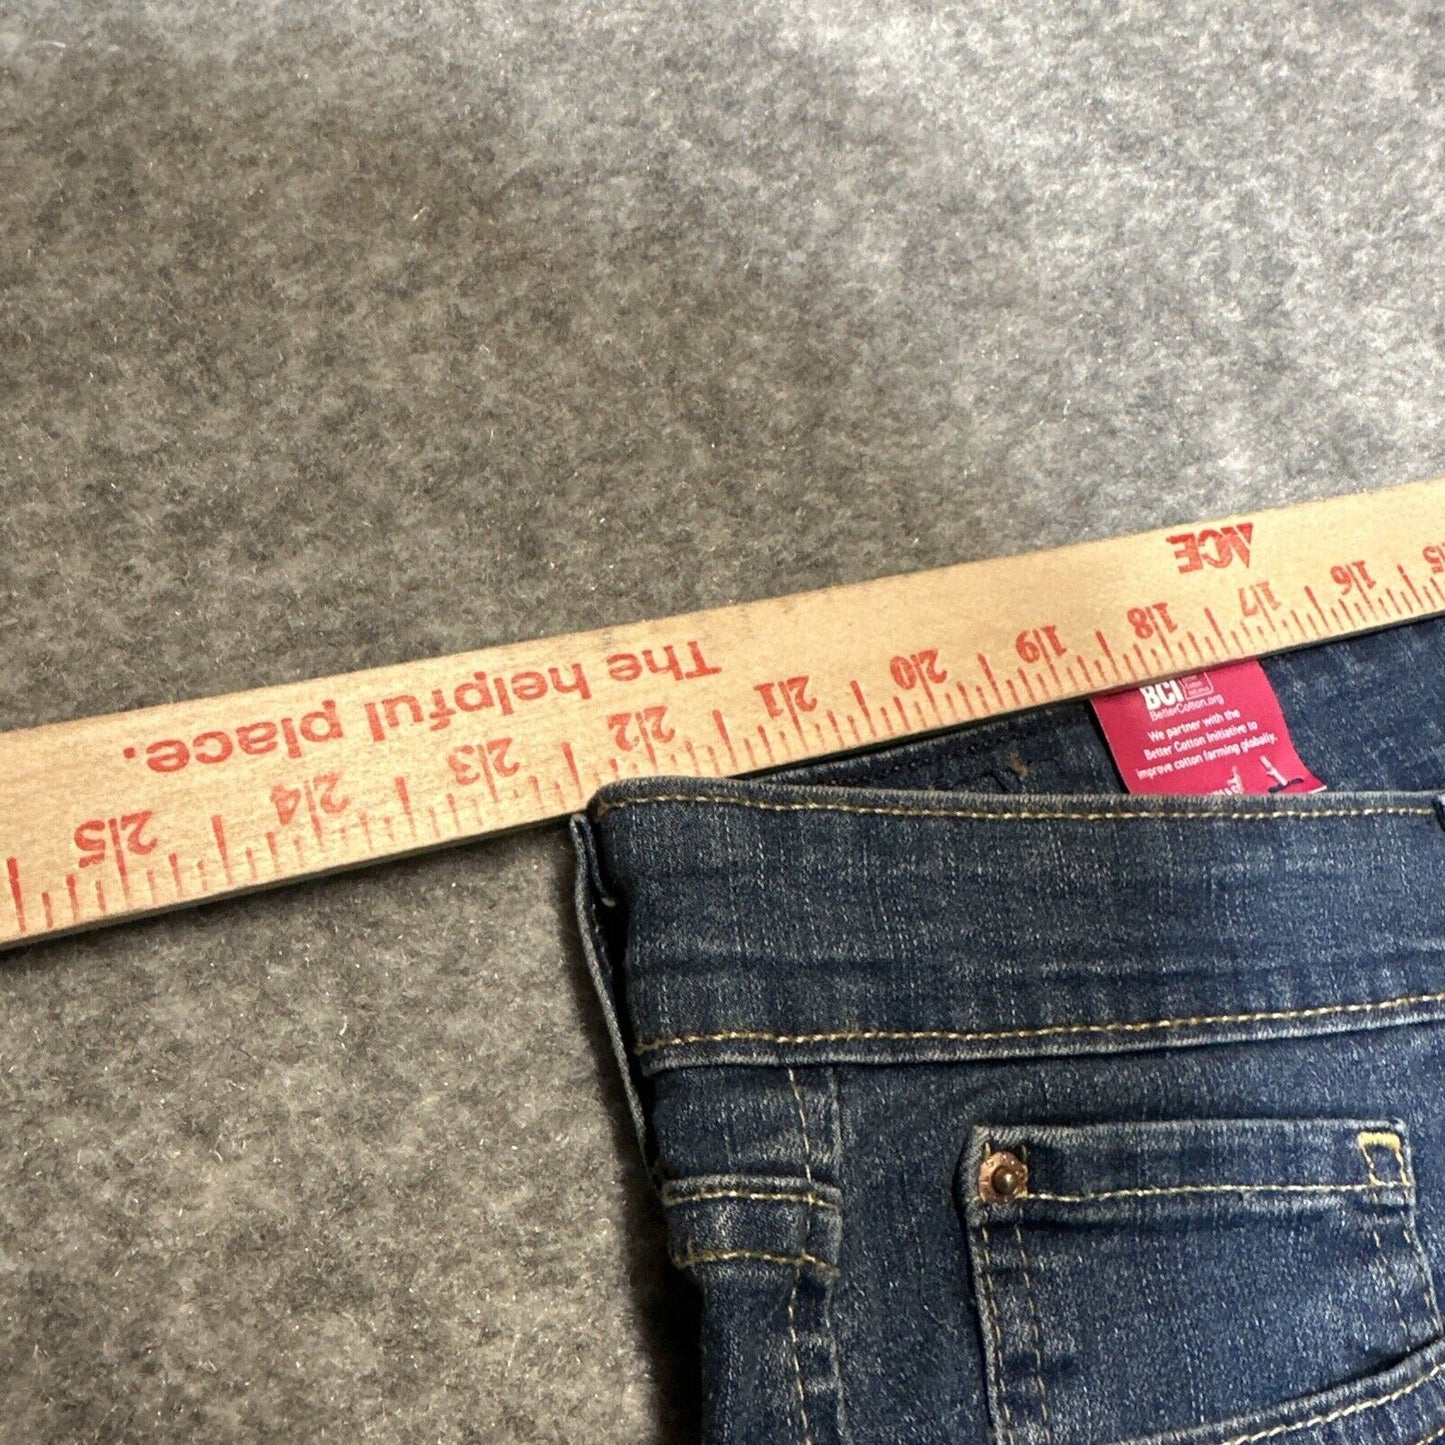 ACE
The helpful place.
15 16 17 18 19 20 21 22 23 24 25
BCI
BetterCotton.org
We partner with the
Better Cotton Initiative to
improve cotton farming globally.